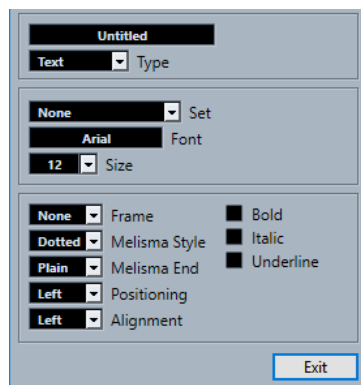 Untitled
Text Type
None Set
Arial Font
12 Size
None Frame Bold
Dotted Melisma Style Italic
Plain Melisma End Underline
Left Positioning
Left Alignment
Exit